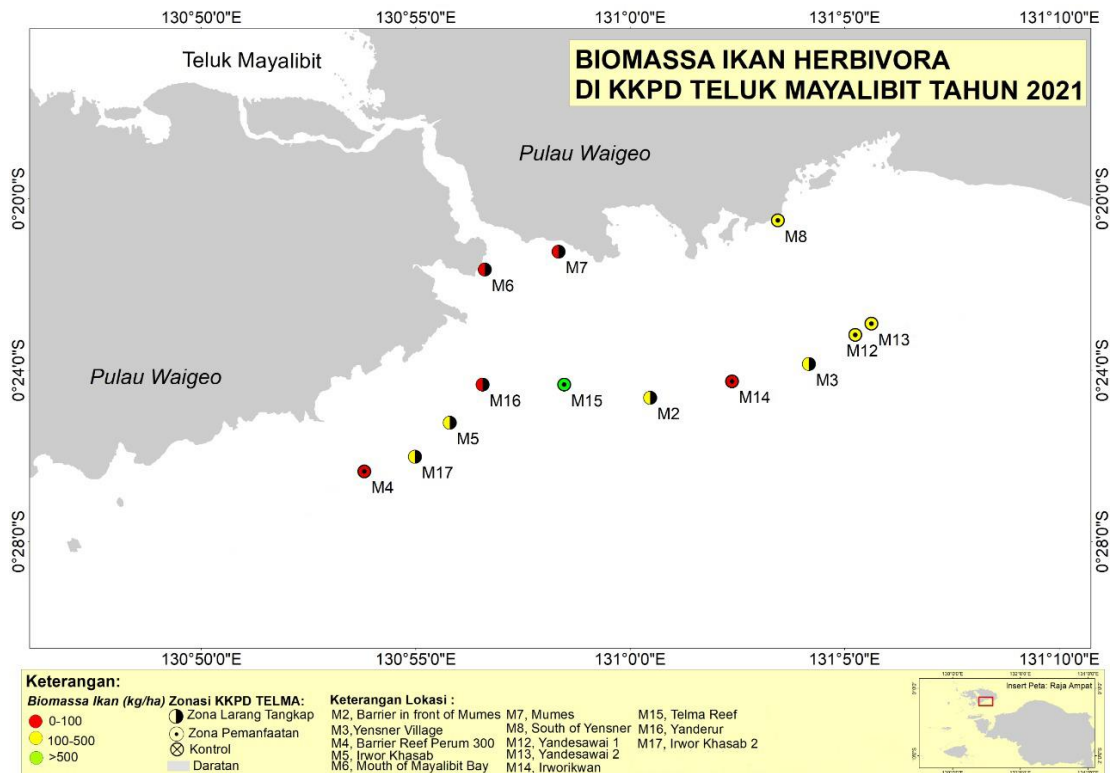 130°50'0"E 130°55'0"E 131°0'0"E 131°5'0"E 131°10'0"E
BIOMASSA IKAN HERBIVORA
DI KKPD TELUK MAYALIBIT TAHUN 2021
Teluk Mayalibit
Pulau Waigeo
0°20'0"S 0°20'0"S
M8
M7
M6
M13
M12
M3
0°24'0"S 0°24'0"S
Pulau Waigeo
M14
M16
M15
M2
M5
M17
M4
0°28'0"S 0°28'0"S
130°50'0"E 130°55'0"E 131°0'0"E 131°5'0"E 131°10'0"E
Keterangan:
Biomassa Ikan (kg/ha)
0-100
100-500
>500
Zonasi KKPD TELMA:
Zona Larang Tangkap
Zona Pemanfaatan
Kontrol
Daratan
Keterangan Lokasi :
M2, Barrier in front of Mumes
M3,Yensner Village
M4, Barrier Reef Perum 300
M5, Irwor Khasab
M6, Mouth of Mayalibit Bay
M7, Mumes
M8, South of Yensner
M12, Yandesawai 1
M13, Yandesawai 2
M14, Irworikwan
M15, Telma Reef
M16, Yanderur
M17, Irwor Khasab 2
Insert Peta: Raja Ampat